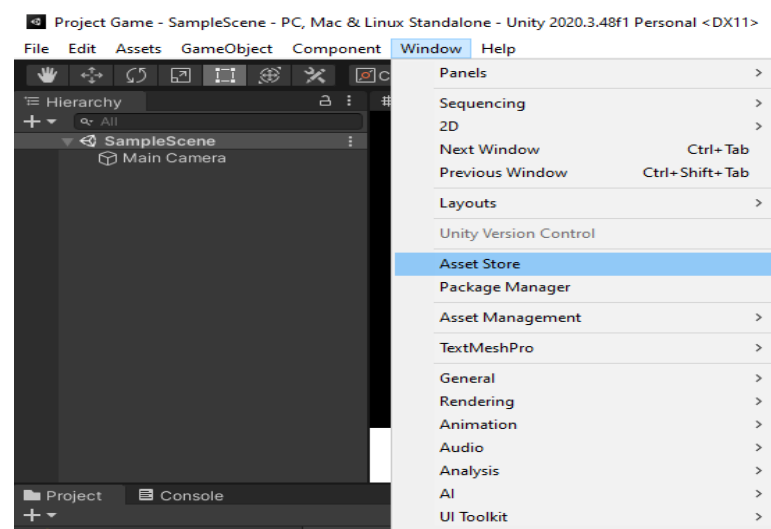 Project Game - SampleScene - PC, Mac & Linux Standalone - Unity 2020.3.48f1 Personal <DX11>
File Edit Assets GameObject Component Window Help
Hierarchy
All
SampleScene
Main Camera
Panels
Sequencing
2D
Next Window Ctrl+Tab
Previous Window Ctrl+Shift+Tab
Layouts
Unity Version Control
Asset Store
Package Manager
Asset Management
TextMeshPro
General
Rendering
Animation
Audio
Analysis
AI
UI Toolkit
Project Console